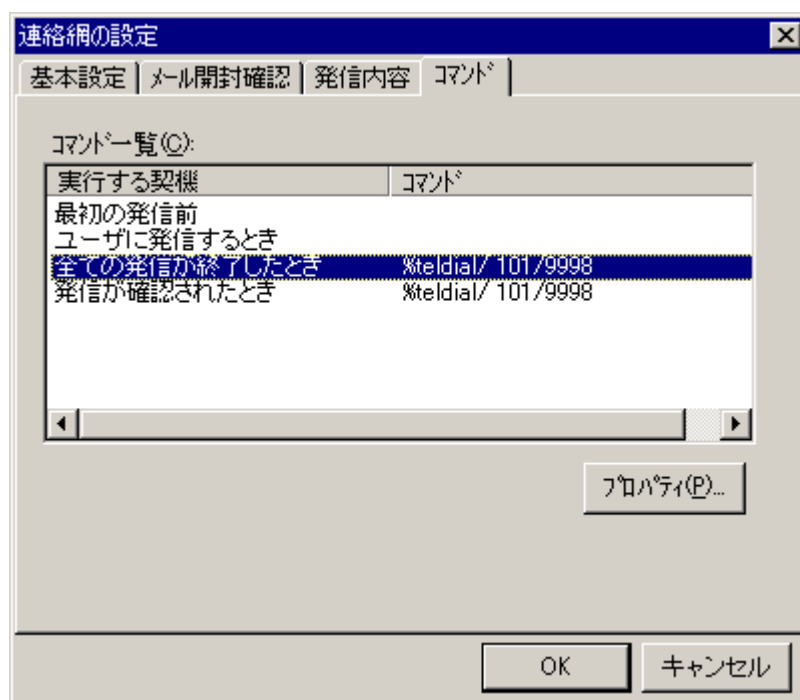 連絡網の設定
基本設定 ﾒｰﾙ開封確認 発信内容 ｺﾏﾝﾄﾞ
ｺﾏﾝﾄﾞ一覧(C):
実行する契機 ｺﾏﾝﾄﾞ
最初の発信前
ユーザに発信するとき
全ての発信が終了したとき %teldial/ 101/9998
発信が確認されたとき %teldial/ 101/9998
ﾌﾟﾛﾊﾟﾃｨ(P)...
OK キャンセル